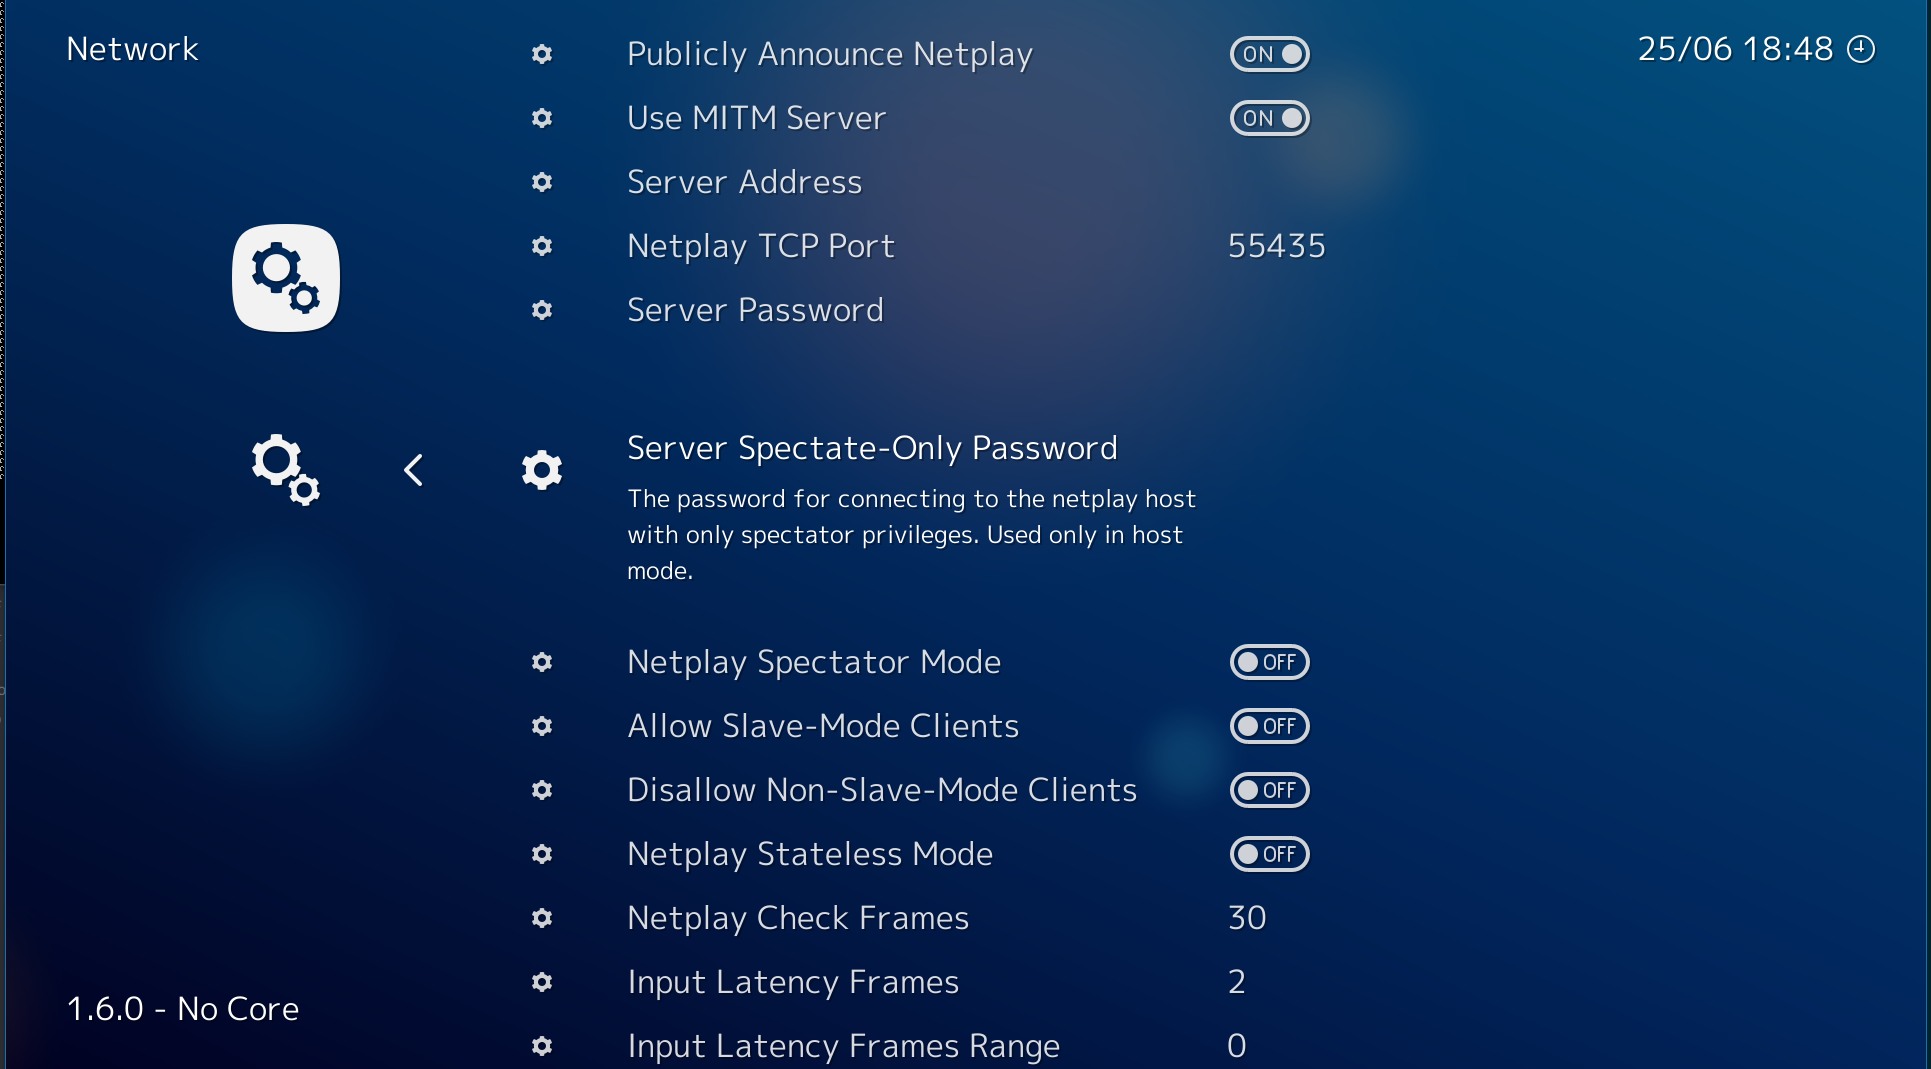 Network
25/06 18:48
Publicly Announce Netplay ON
Use MITM Server ON
Server Address
Netplay TCP Port 55435
Server Password
Server Spectate-Only Password
The password for connecting to the netplay host
with only spectator privileges. Used only in host
mode.
Netplay Spectator Mode OFF
Allow Slave-Mode Clients OFF
Disallow Non-Slave-Mode Clients OFF
Netplay Stateless Mode OFF
Netplay Check Frames 30
Input Latency Frames 2
Input Latency Frames Range 0
1.6.0 - No Core